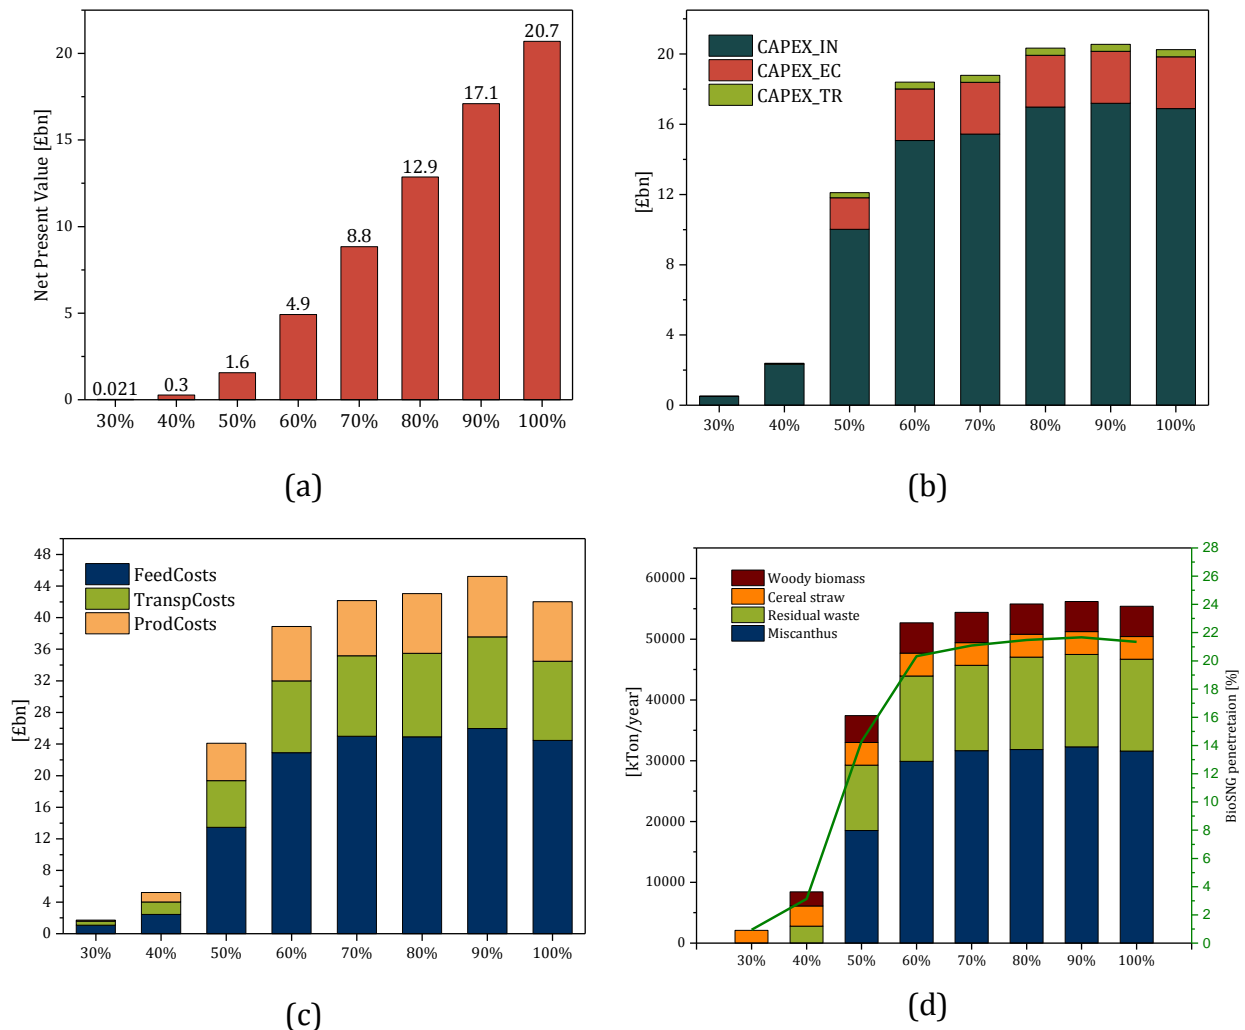 20.7
20
17.1
15
12.9
10
8.8
5
4.9
1.6
0.3
0.021
0
Net Present Value [£bn]
30% 40% 50% 60% 70% 80% 90% 100%
(a)
CAPEX_IN
CAPEX_EC
CAPEX_TR
20
16
12
8
4
0
[£bn]
30% 40% 50% 60% 70% 80% 90% 100%
(b)
FeedCosts
TranspCosts
ProdCosts
48
44
40
36
32
28
24
20
16
12
8
4
0
[£bn]
30% 40% 50% 60% 70% 80% 90% 100%
(c)
Woody biomass
Cereal straw
Residual waste
Miscanthus
60000
50000
40000
30000
20000
10000
0
[kTon/year]
28
26
24
22
20
18
16
14
12
10
8
6
4
2
0
BioSNG penetretaion [%]
30% 40% 50% 60% 70% 80% 90% 100%
(d)